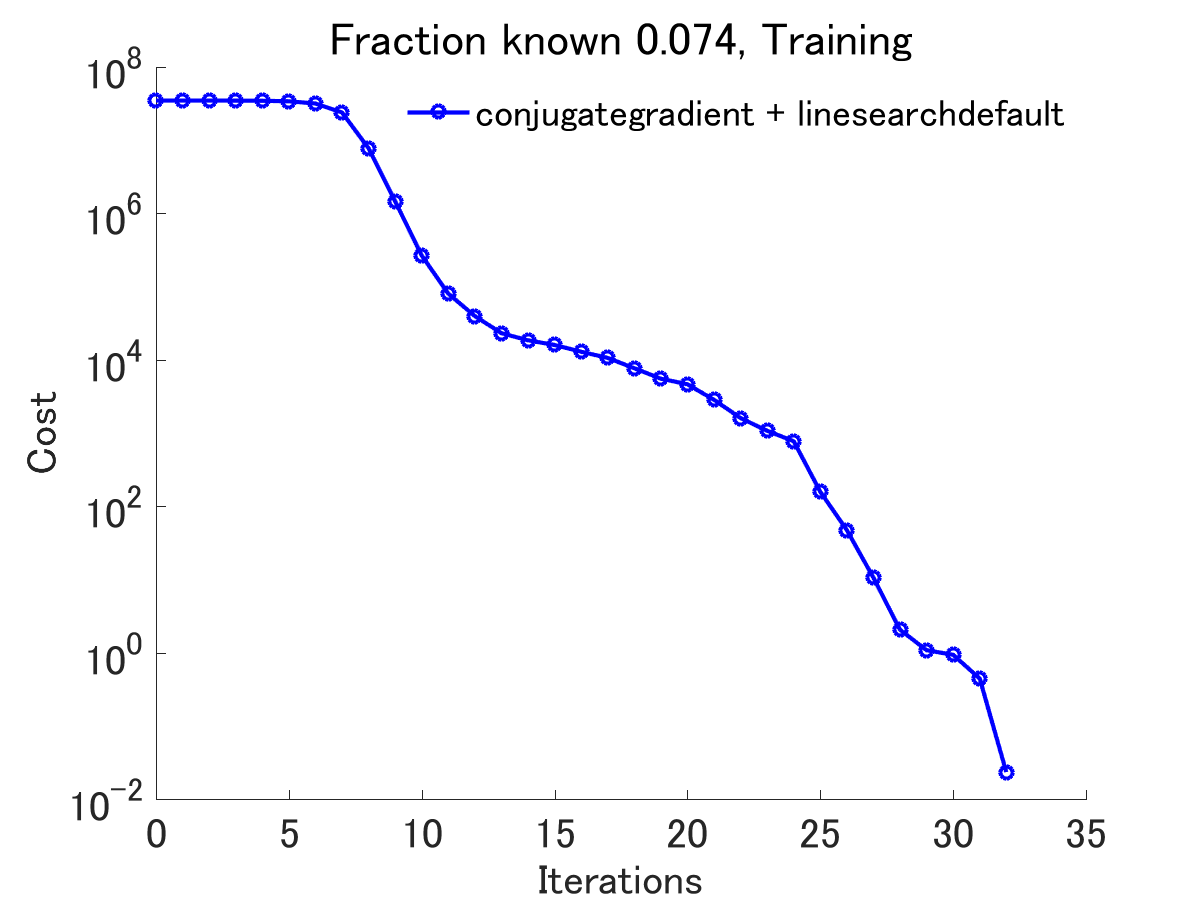 Fraction known 0.074, Training
conjugategradient + linesearchdefault
10^8
10^6
10^4
10^2
10^0
10^-2
Cost
0 5 10 15 20 25 30 35
Iterations